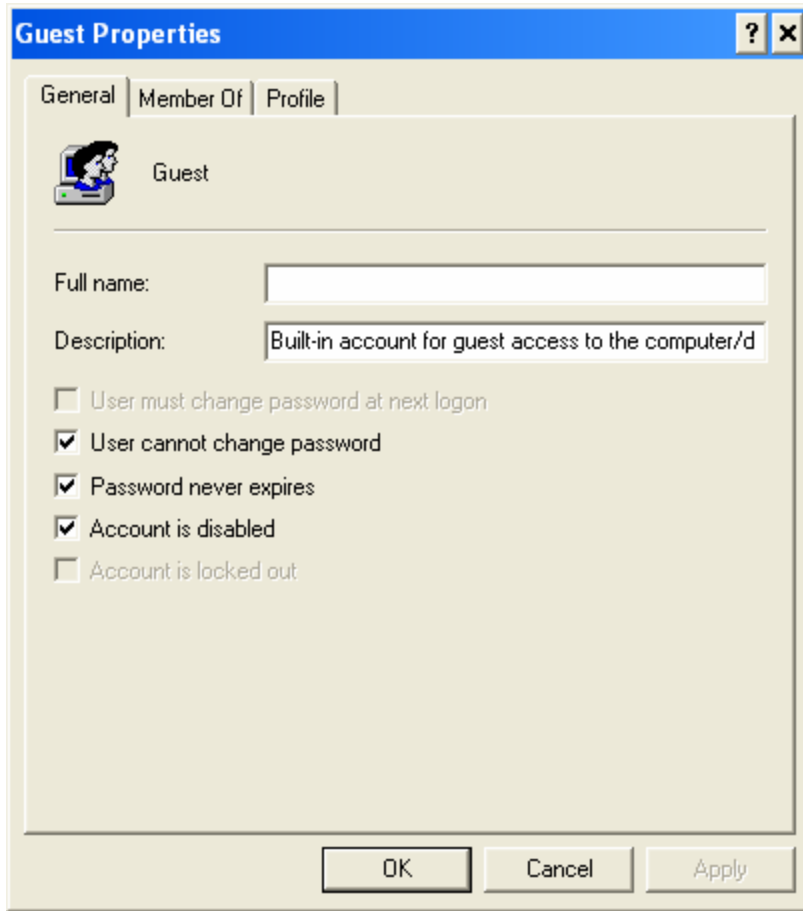 Guest Properties
General Member Of Profile
Guest
Full name:
Description: Built-in account for guest access to the computer/d
User must change password at next logon
User cannot change password
Password never expires
Account is disabled
Account is locked out
OK Cancel Apply